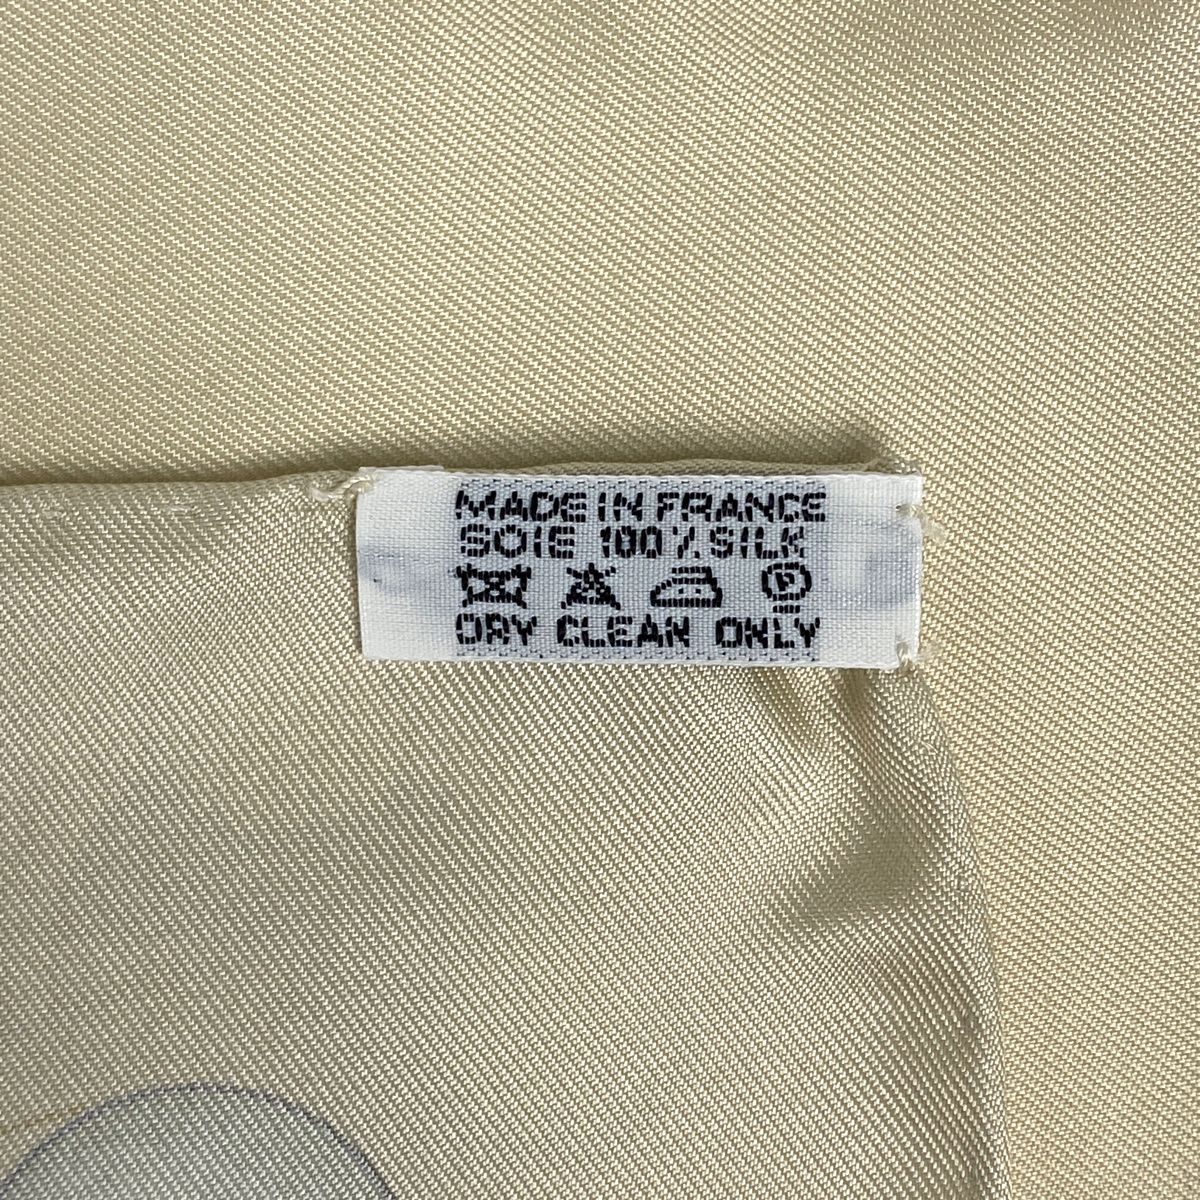 MADE IN FRANCE
SOIE 100% SILK
P
DRY CLEAN ONLY